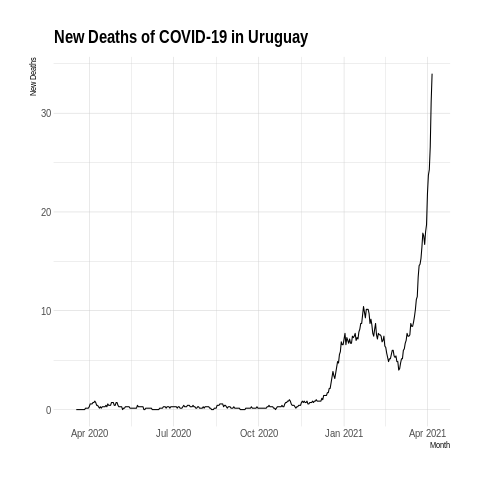 New Deaths of COVID-19 in Uruguay
New Deaths
30
20
10
0
Apr 2020 Jul 2020 Oct 2020 Jan 2021 Apr 2021
Month